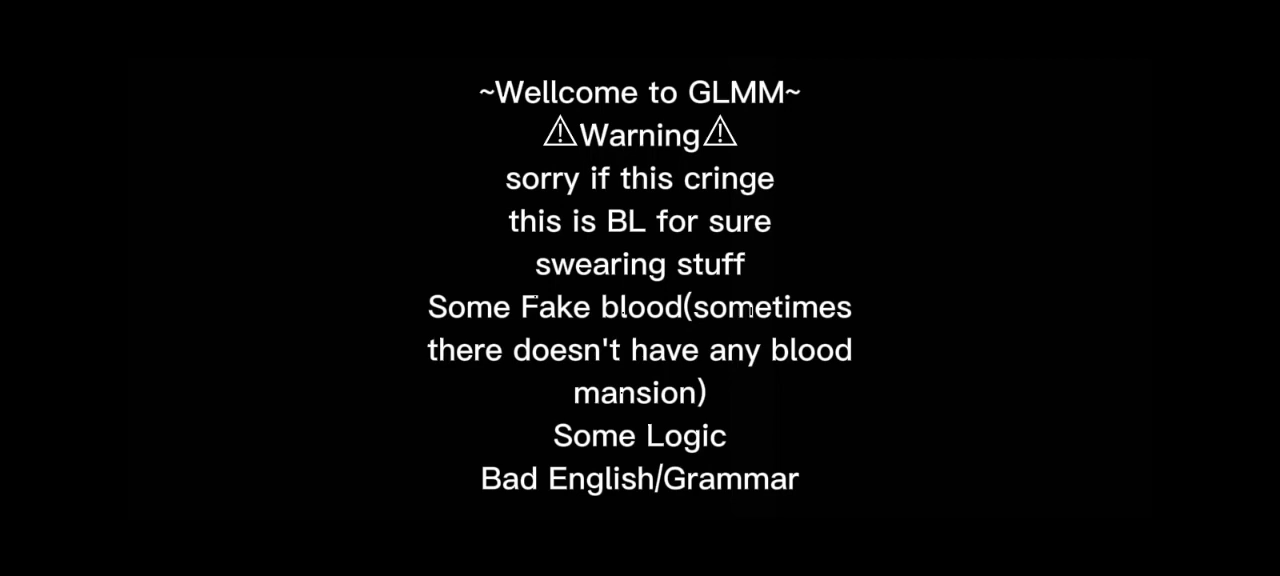 ~Wellcome to GLMM~
⚠Warning⚠
sorry if this cringe
this is BL for sure
swearing stuff
Some Fake blood(sometimes
there doesn't have any blood
mansion)
Some Logic
Bad English/Grammar